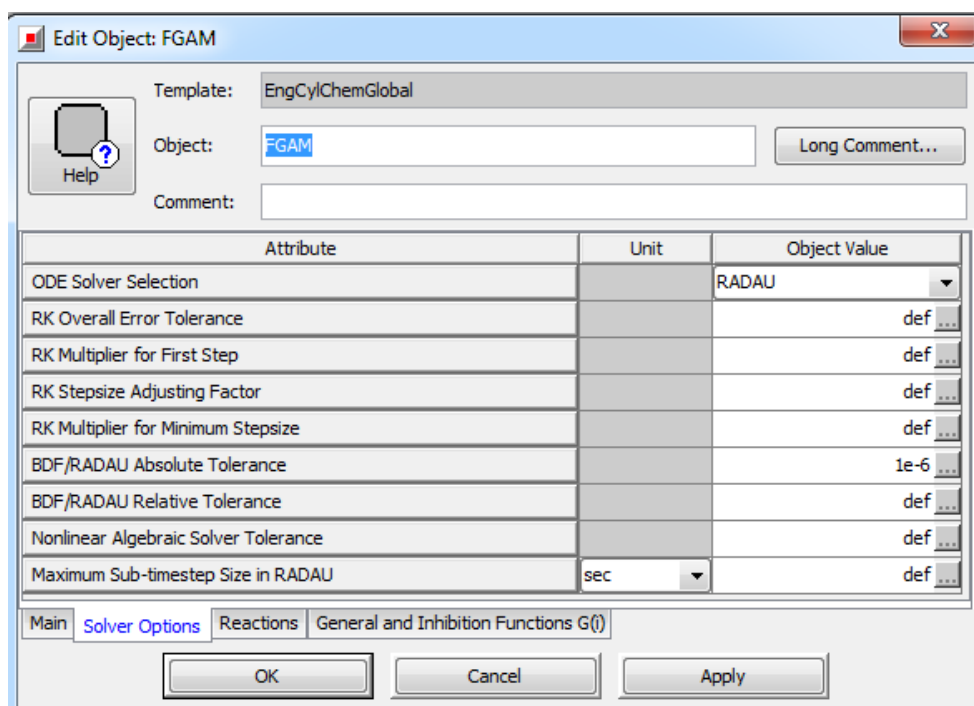 Edit Object: FGAM
Template: EngCylChemGlobal
Help
Object: FGAM Long Comment...
Comment:
Attribute Unit Object Value
ODE Solver Selection RADAU
RK Overall Error Tolerance def ...
RK Multiplier for First Step def ...
RK Stepsize Adjusting Factor def ...
RK Multiplier for Minimum Stepsize def ...
BDF/RADAU Absolute Tolerance 1e-6 ...
BDF/RADAU Relative Tolerance def ...
Nonlinear Algebraic Solver Tolerance def ...
Maximum Sub-timestep Size in RADAU sec def ...
Main Solver Options Reactions General and Inhibition Functions G(i)
OK Cancel Apply